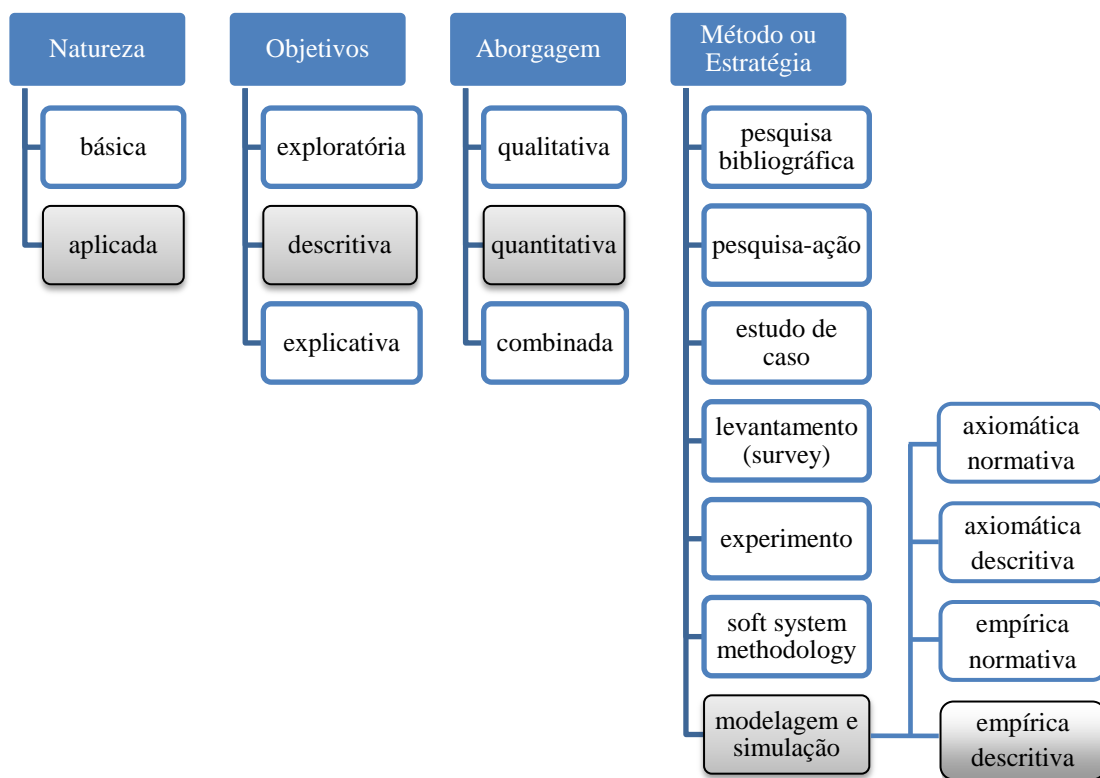 Natureza
básica
aplicada
Objetivos
exploratória
descritiva
explicativa
Aborgagem
qualitativa
quantitativa
combinada
Método ou
Estratégia
pesquisa
bibliográfica
pesquisa-ação
estudo de
caso
levantamento
(survey)
experimento
soft system
methodology
modelagem e
simulação
axiomática
normativa
axiomática
descritiva
empírica
normativa
empírica
descritiva